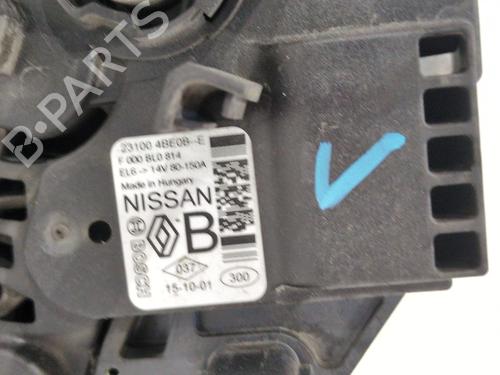 23100 4BE0B--E
F 000 BL0 814
EL6 -> 14V 80-150A
Made in Hungary
NISSAN
B
BOSCH
037
15-10-01
300
B-PARTS